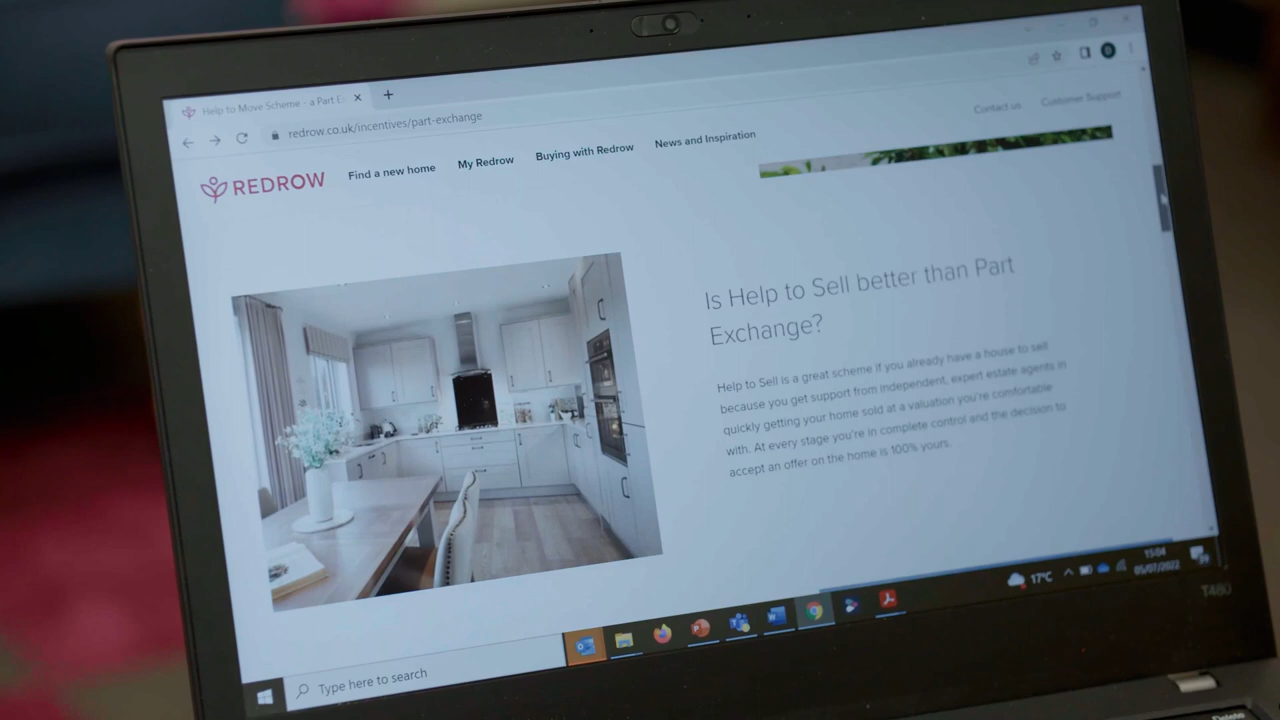 Help to Move Scheme - a Part E
redrow.co.uk/incentives/part-exchange
Contact us Customer Support
REDROW
Find a new home My Redrow Buying with Redrow News and Inspiration
Is Help to Sell better than Part
Exchange?
Help to Sell is a great scheme if you already have a house to sell
because you get support from independent, expert estate agents in
quickly getting your home sold at a valuation you're comfortable
with. At every stage you're in complete control and the decision to
accept an offer on the home is 100% yours.
17°C
15:04
05/07/2022
Type here to search
T480
Delete